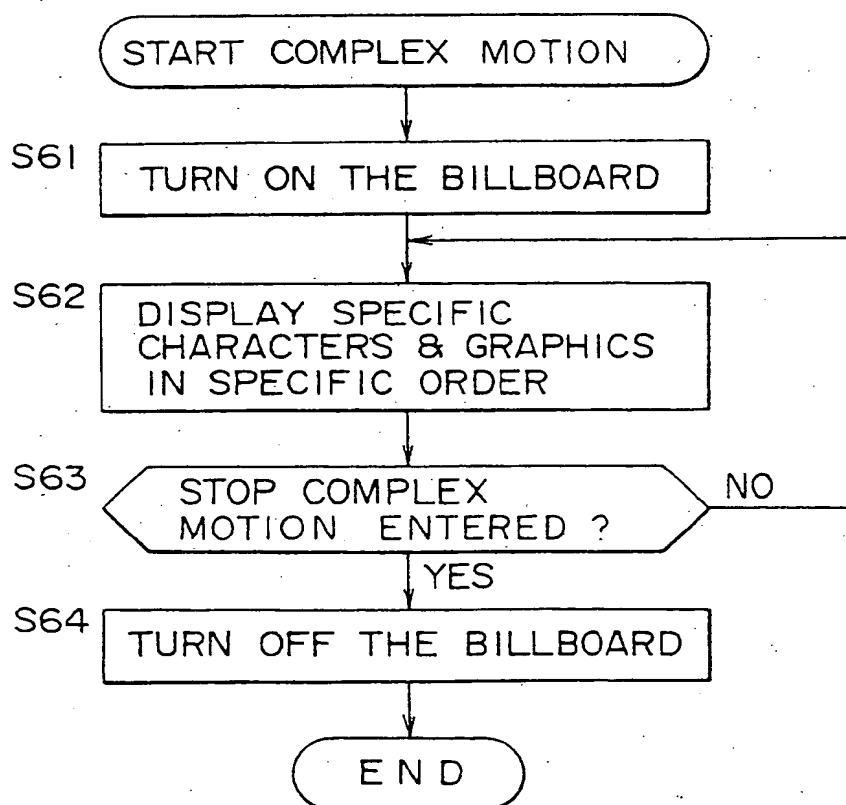 START COMPLEX MOTION
S61
TURN ON THE BILLBOARD
S62
DISPLAY SPECIFIC
CHARACTERS & GRAPHICS
IN SPECIFIC ORDER
S63
STOP COMPLEX
MOTION ENTERED ?
NO
YES
S64
TURN OFF THE BILLBOARD
END